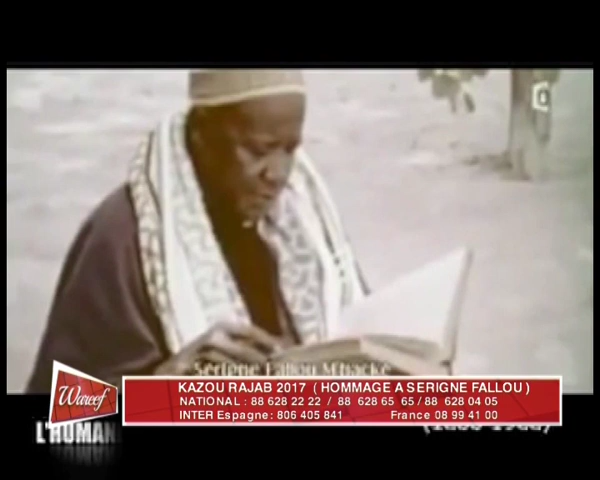 Serigne Fallou Mbacké
Wareef
KAZOU RAJAB 2017 ( HOMMAGE A SERIGNE FALLOU )
NATIONAL : 88 628 22 22 / 88 628 65 65 / 88 628 04 05
INTER Espagne: 806 405 841 France 08 99 41 00
L'HUMAN